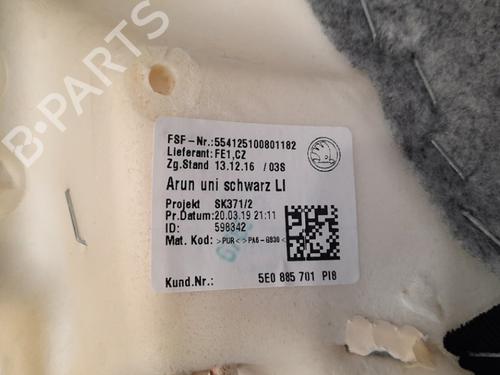 B-PARTS
FSF-Nr.:554125100801182
Lieferant:FE1,CZ
Zg.Stand 13.12.16 /03S
Arun uni schwarz LI
Projekt SK371/2
Pr.Datum:20.03.19 21:11
ID: 598342
Mat. Kod: >PUR< >PA6-GB30<
Kund.Nr.: 5E0 885 701 PI8